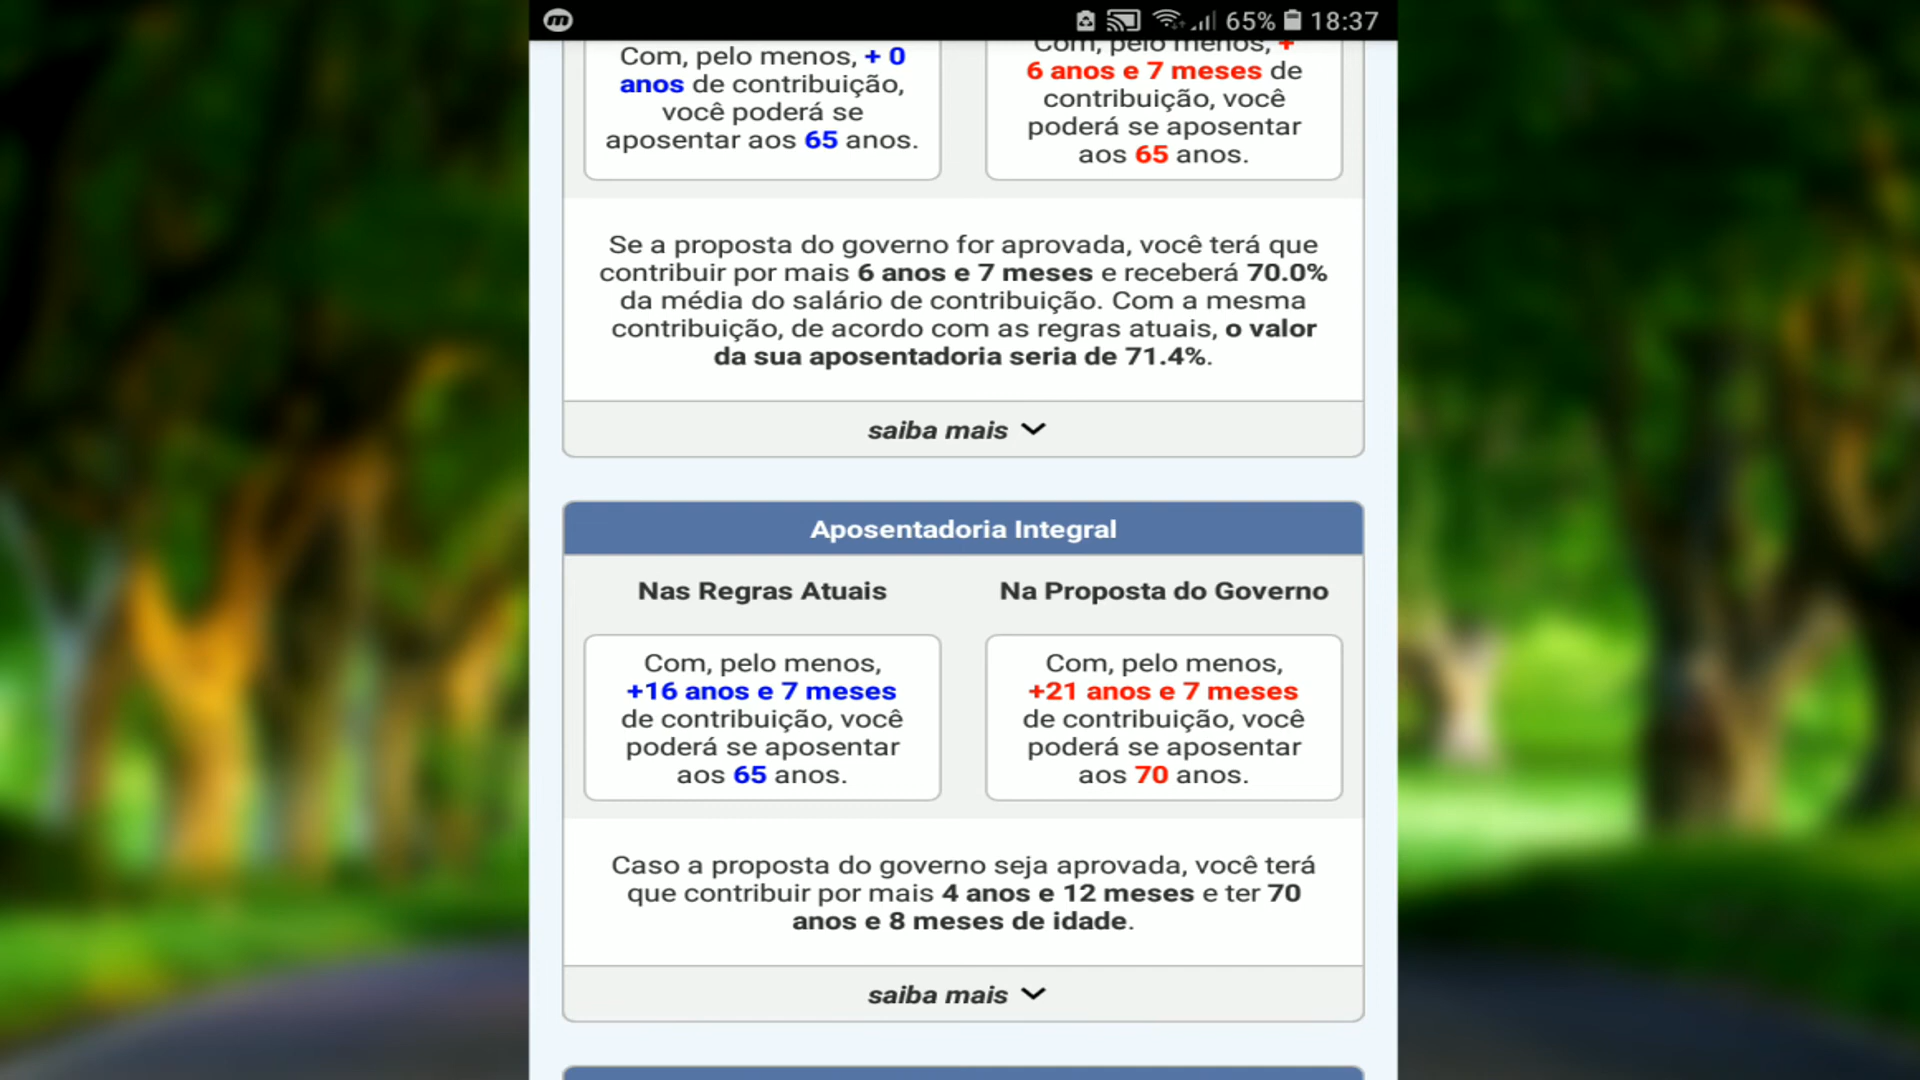 65% 18:37
Com, pelo menos, + 0
anos de contribuição,
você poderá se
aposentar aos 65 anos.
Com, pelo menos, +
6 anos e 7 meses de
contribuição, você
poderá se aposentar
aos 65 anos.
Se a proposta do governo for aprovada, você terá que
contribuir por mais 6 anos e 7 meses e receberá 70.0%
da média do salário de contribuição. Com a mesma
contribuição, de acordo com as regras atuais, o valor
da sua aposentadoria seria de 71.4%.
saiba mais
Aposentadoria Integral
Nas Regras Atuais
Na Proposta do Governo
Com, pelo menos,
+16 anos e 7 meses
de contribuição, você
poderá se aposentar
aos 65 anos.
Com, pelo menos,
+21 anos e 7 meses
de contribuição, você
poderá se aposentar
aos 70 anos.
Caso a proposta do governo seja aprovada, você terá
que contribuir por mais 4 anos e 12 meses e ter 70
anos e 8 meses de idade.
saiba mais